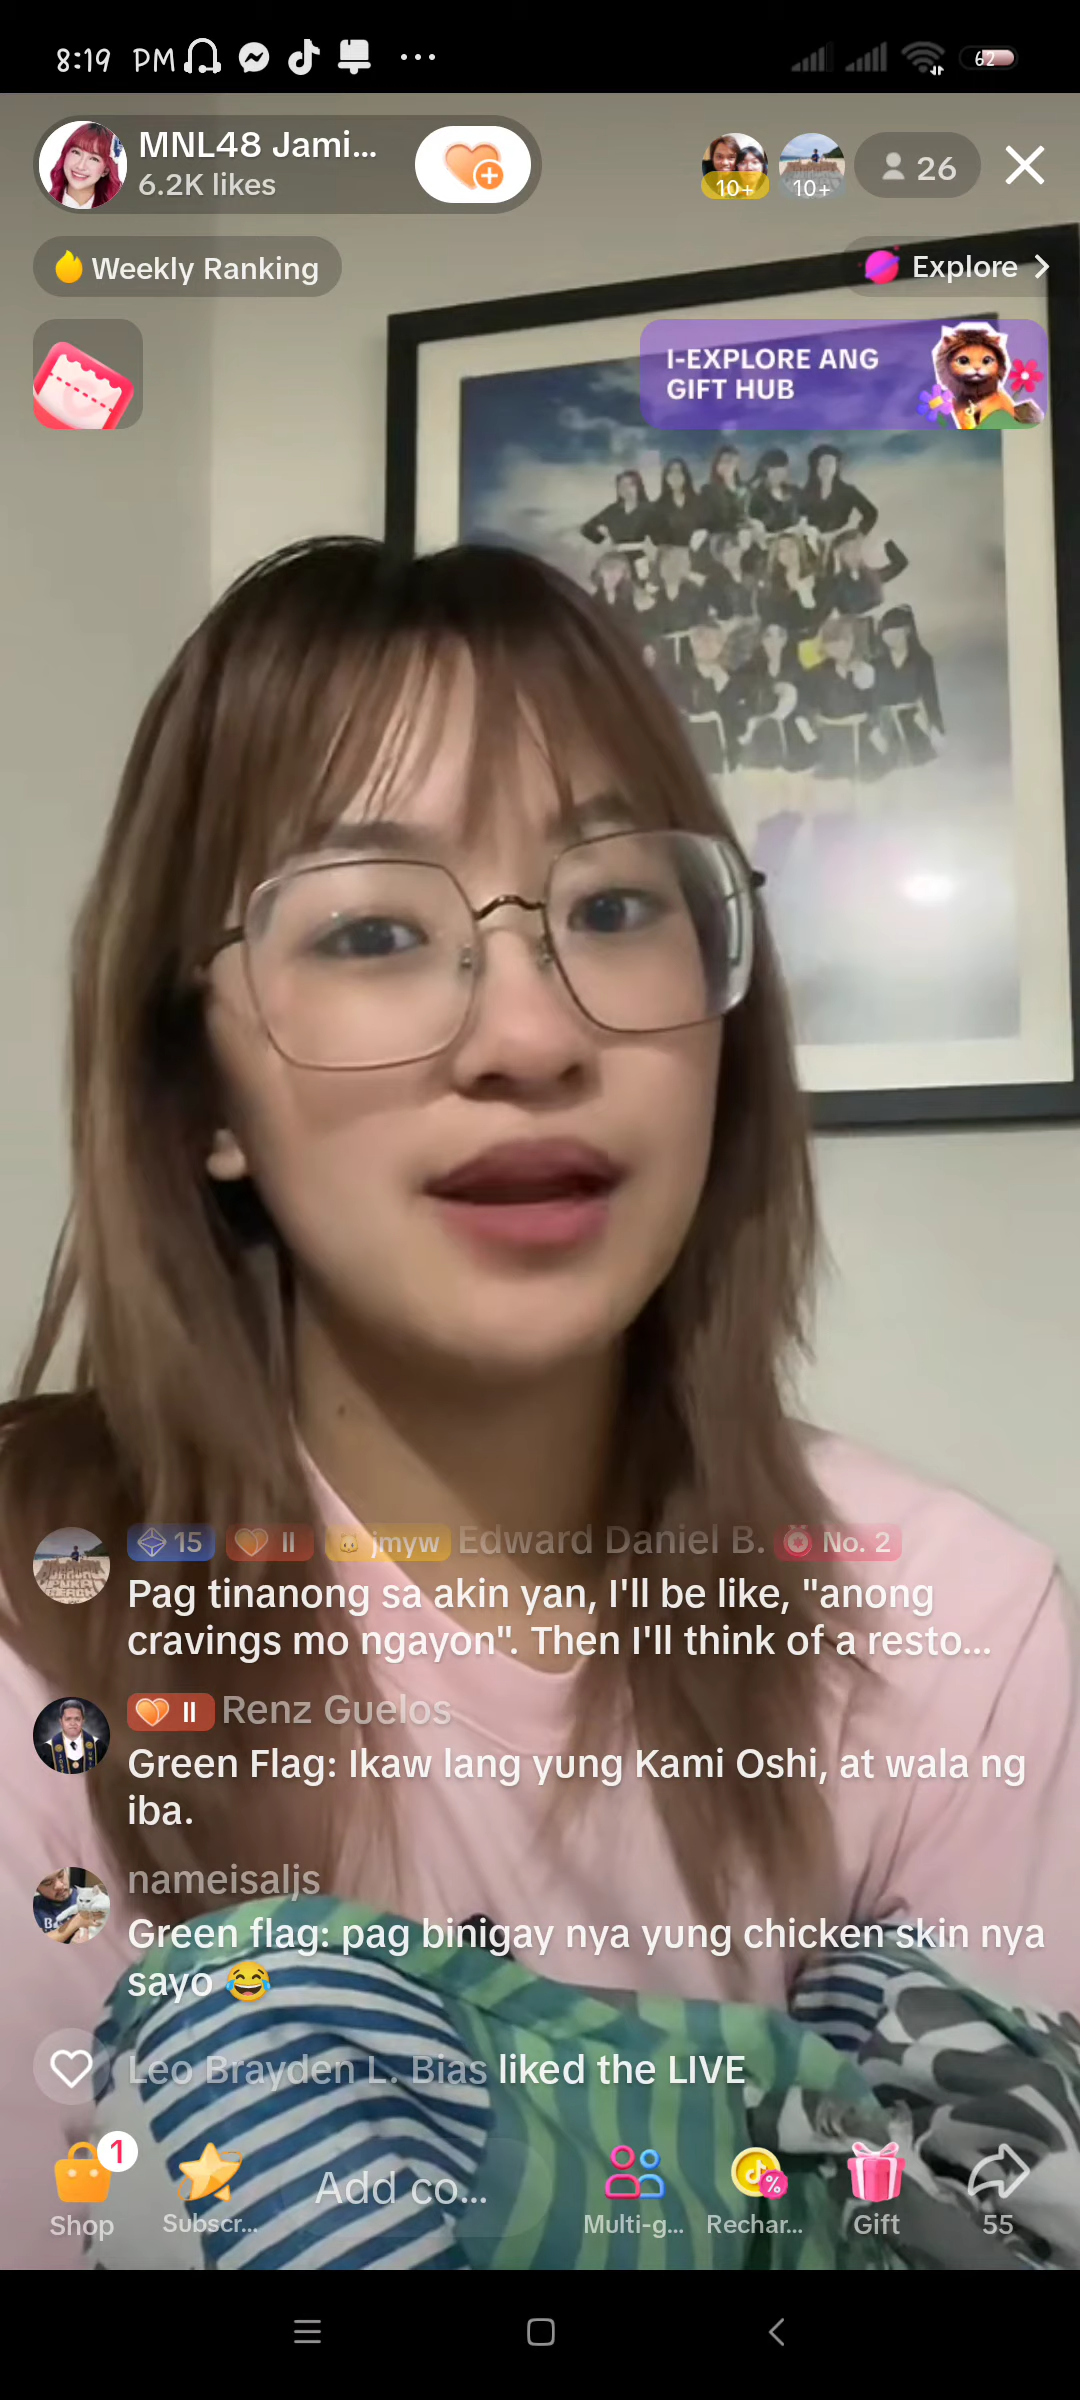 8:19 PM
62
MNL48 Jami...
6.2K likes
10+
10+
26
Weekly Ranking
Explore
I-EXPLORE ANG
GIFT HUB
15 II jmyw Edward Daniel B. No. 2
Pag tinanong sa akin yan, I'll be like, "anong
cravings mo ngayon". Then I'll think of a resto...
II Renz Guelos
Green Flag: Ikaw lang yung Kami Oshi, at wala ng
iba.
nameisaljs
Green flag: pag binigay nya yung chicken skin nya
sayo 😂
Leo Brayden L. Bias liked the LIVE
1
Add co...
Shop
Subscr...
Multi-g...
Rechar...
Gift
55